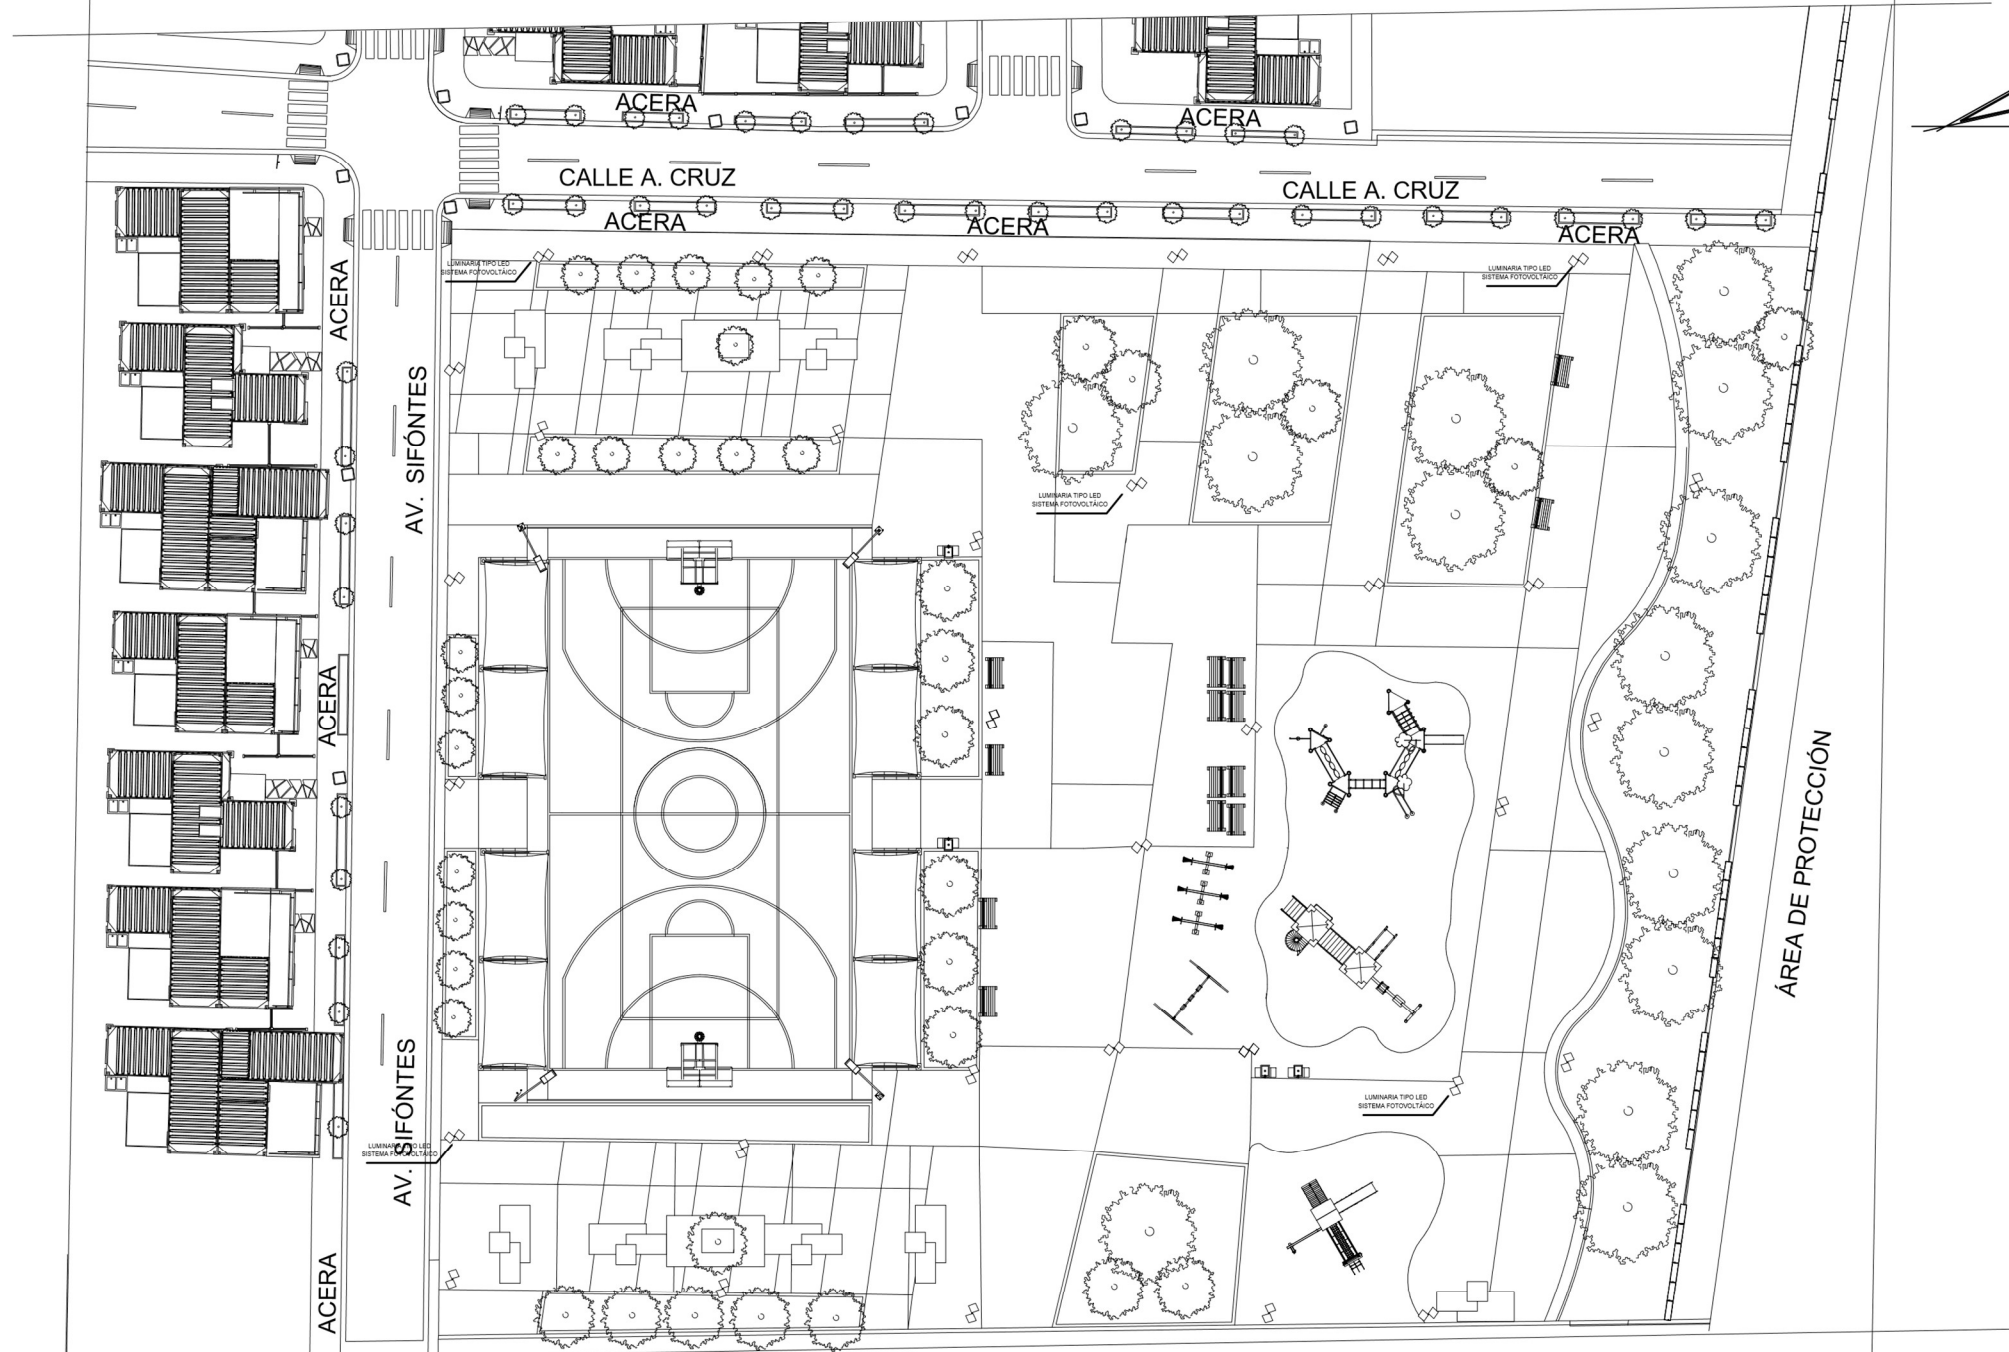 ACERA
ACERA
CALLE A. CRUZ
CALLE A. CRUZ
ACERA
ACERA
ACERA
LUMINARIA TIPO LED
SISTEMA FOTOVOLTÁICO
LUMINARIA TIPO LED
SISTEMA FOTOVOLTÁICO
ACERA
AV. SIFÓNTES
LUMINARIA TIPO LED
SISTEMA FOTOVOLTÁICO
ACERA
ÁREA DE PROTECCIÓN
LUMINARIA TIPO LED
SISTEMA FOTOVOLTÁICO
AV. SIFÓNTES
LUMINARIA TIPO LED
SISTEMA FOTOVOLTÁICO
ACERA